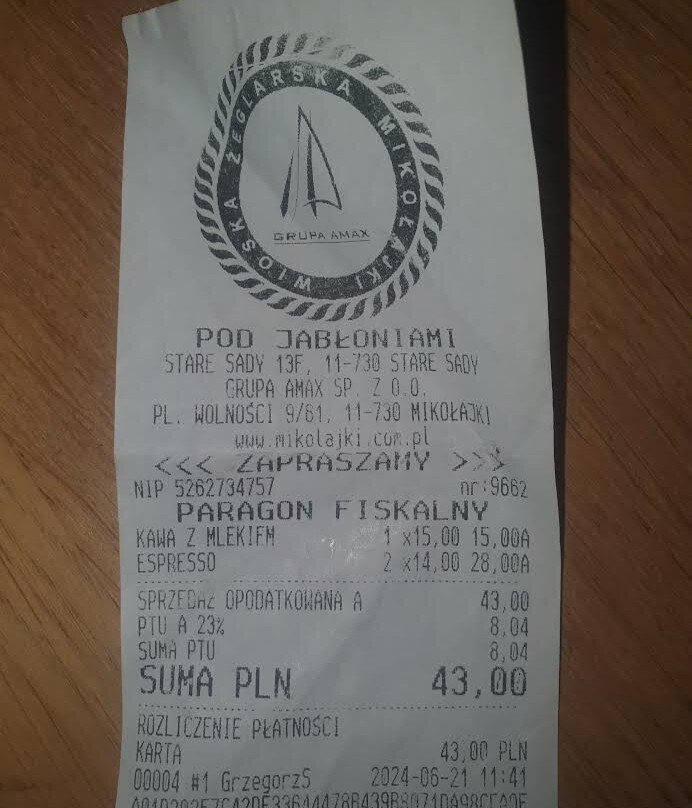 WIOSKA ŻEGLARSKA MIKOŁAJKI
GRUPA AMAX
POD JABŁONIAMI
STARE SADY 13F, 11-730 STARE SADY
GRUPA AMAX SP. Z O.O.
PL. WOLNOŚCI 9/61, 11-730 MIKOŁAJKI
www.mikolajki.com.pl
<<< ZAPRASZAMY >>>
NIP 5262734757 nr:9662
PARAGON FISKALNY
KAWA Z MLEKIEM 1 x15,00 15,00A
ESPRESSO 2 x14,00 28,00A
SPRZEDAŻ OPODATKOWANA A 43,00
PTU A 23% 8,04
SUMA PTU 8,04
SUMA PLN 43,00
ROZLICZENIE PŁATNOŚCI
KARTA 43,00 PLN
00004 #1 GrzegorzS 2024-06-21 11:41